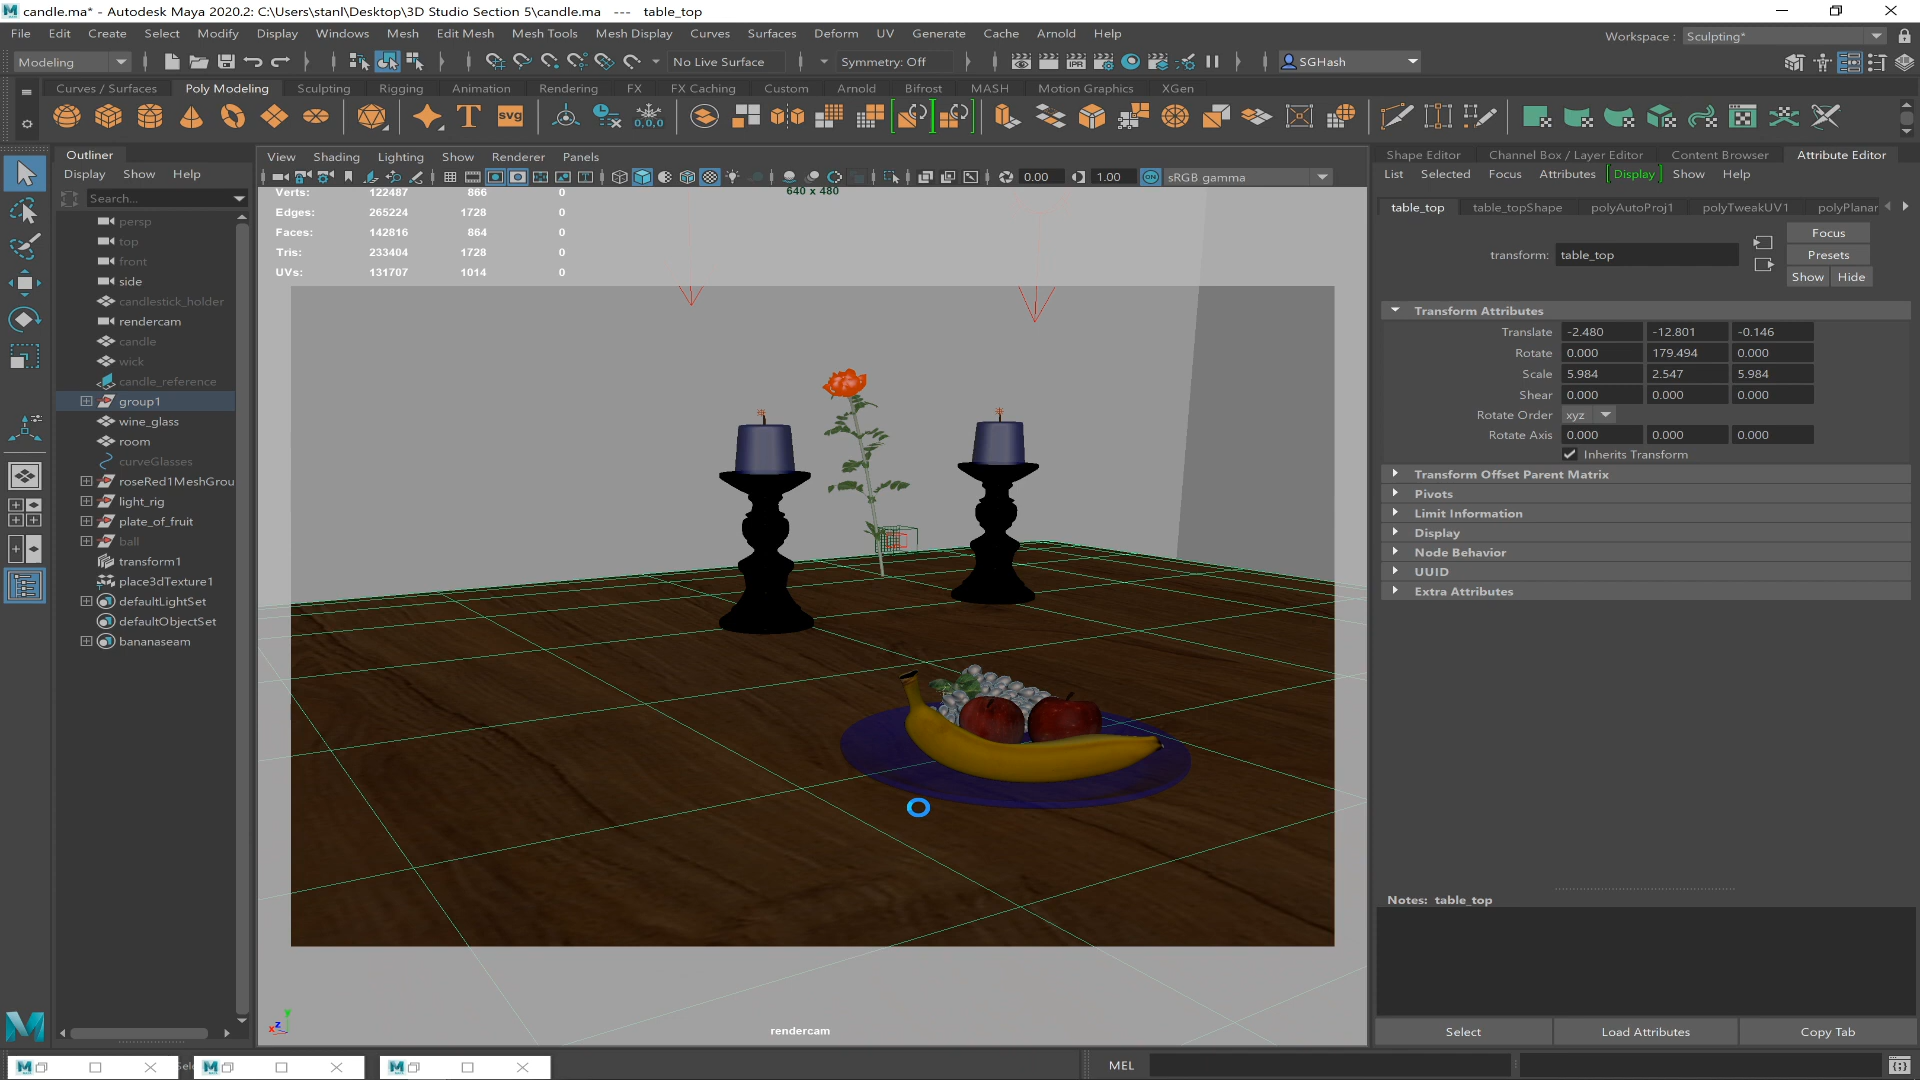 candle.ma* - Autodesk Maya 2020.2: C:\Users\stanl\Desktop\3D Studio Section 5\candle.ma --- table_top
File Edit Create Select Modify Display Windows Mesh Edit Mesh Mesh Tools Mesh Display Curves Surfaces Deform UV Generate Cache Arnold Help
Workspace : Sculpting*
Modeling No Live Surface Symmetry: Off SGHash
Curves / Surfaces Poly Modeling Sculpting Rigging Animation Rendering FX FX Caching Custom Arnold Bifrost MASH Motion Graphics XGen
T svg 0,0,0
Outliner
Display Show Help
Search...
persp
top
front
side
candlestick_holder
rendercam
candle
wick
candle_reference
group1
wine_glass
room
curveGlasses
roseRed1MeshGrou
light_rig
plate_of_fruit
ball
transform1
place3dTexture1
defaultLightSet
defaultObjectSet
bananaseam
View Shading Lighting Show Renderer Panels
0.00 1.00 ON sRGB gamma
Verts: 122487 866 0
640 x 480
Edges: 265224 1728 0
Faces: 142816 864 0
Tris: 233404 1728 0
UVs: 131707 1014 0
y
z
x
rendercam
Shape Editor Channel Box / Layer Editor Content Browser Attribute Editor
List Selected Focus Attributes Display Show Help
table_top table_topShape polyAutoProj1 polyTweakUV1 polyPlanar
Focus
transform: table_top Presets
Show Hide
Transform Attributes
Translate -2.480 -12.801 -0.146
Rotate 0.000 179.494 0.000
Scale 5.984 2.547 5.984
Shear 0.000 0.000 0.000
Rotate Order xyz
Rotate Axis 0.000 0.000 0.000
Inherits Transform
Transform Offset Parent Matrix
Pivots
Limit Information
Display
Node Behavior
UUID
Extra Attributes
Notes: table_top
Select Load Attributes Copy Tab
MEL